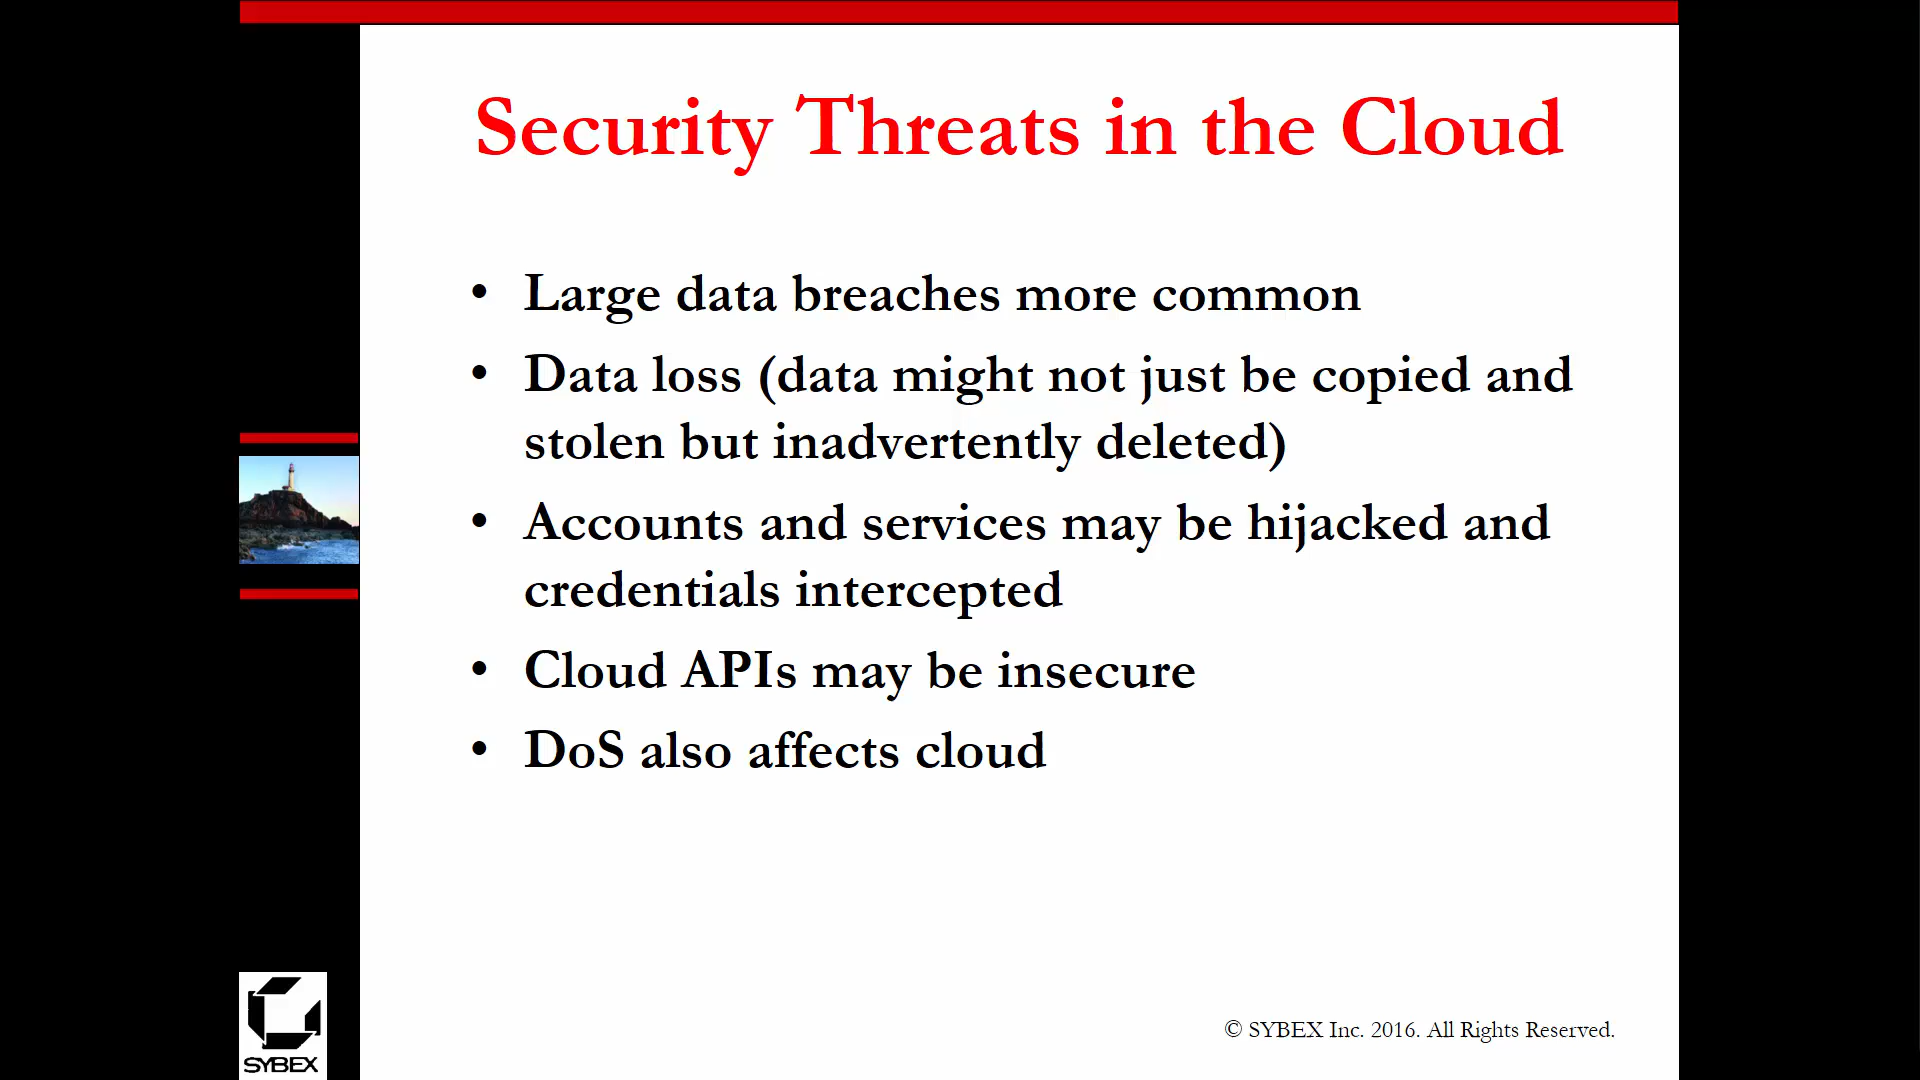 Security Threats in the Cloud
• Large data breaches more common
• Data loss (data might not just be copied and
stolen but inadvertently deleted)
• Accounts and services may be hijacked and
credentials intercepted
• Cloud APIs may be insecure
• DoS also affects cloud
SYBEX
© SYBEX Inc. 2016. All Rights Reserved.